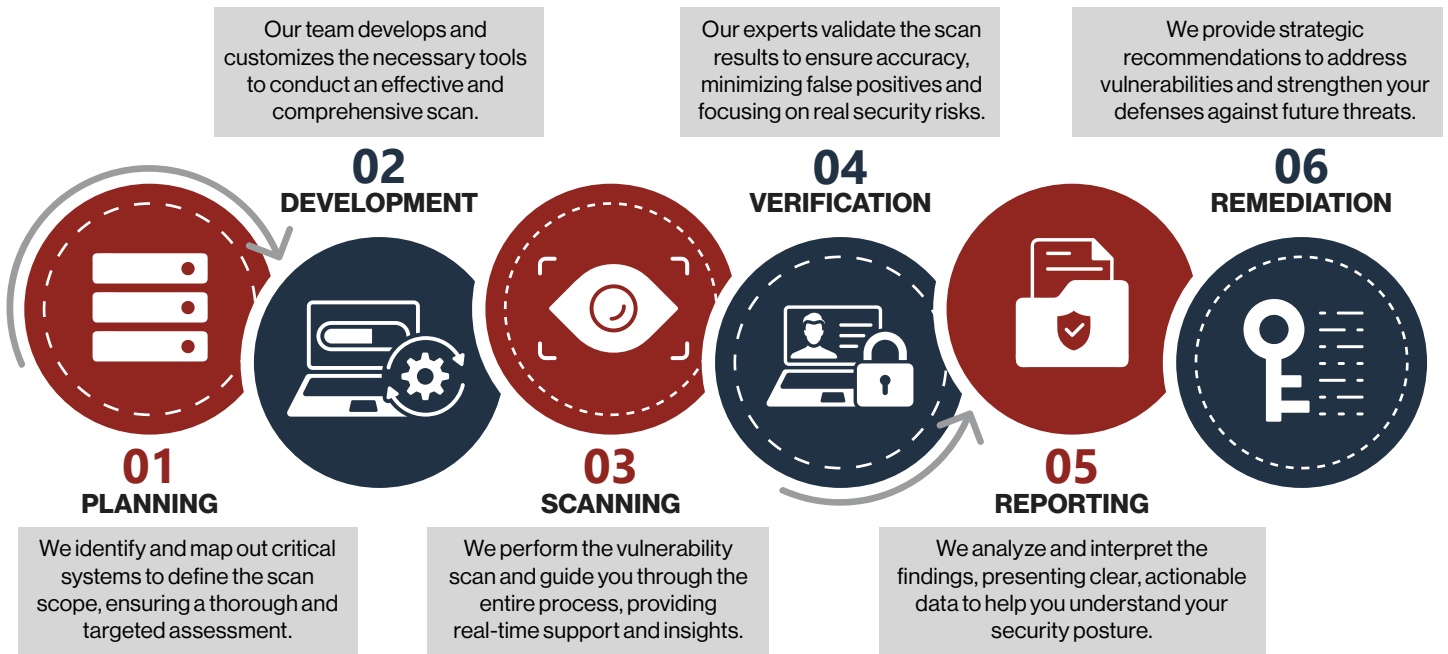 01
PLANNING
We identify and map out critical
systems to define the scan
scope, ensuring a thorough and
targeted assessment.
Our team develops and
customizes the necessary tools
to conduct an effective and
comprehensive scan.
02
DEVELOPMENT
03
SCANNING
We perform the vulnerability
scan and guide you through the
entire process, providing
real-time support and insights.
Our experts validate the scan
results to ensure accuracy,
minimizing false positives and
focusing on real security risks.
04
VERIFICATION
05
REPORTING
We analyze and interpret the
findings, presenting clear, actionable
data to help you understand your
security posture.
We provide strategic
recommendations to address
vulnerabilities and strengthen your
defenses against future threats.
06
REMEDIATION